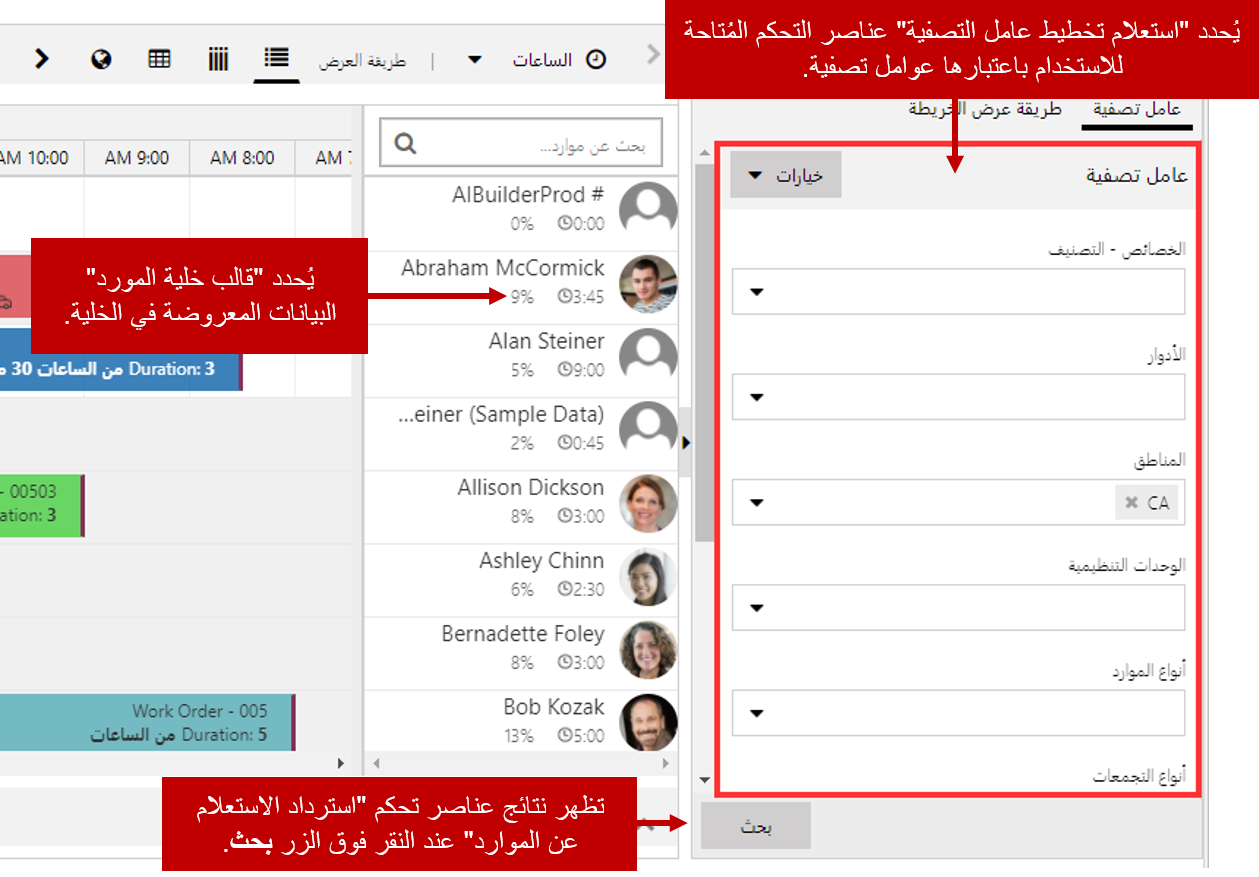 يُحدد "استعلام تخطيط عامل التصفية" عناصر التحكم المُتاحة
للاستخدام باعتبارها عوامل تصفية.
الساعات
|
طريقة العرض
عامل تصفية
طريقة عرض الخريطة
عامل تصفية
خيارات
الخصائص - التصنيف
الأدوار
المناطق
CA
الوحدات التنظيمية
أنواع الموارد
أنواع التجمعات
بحث
بحث عن موارد...
AIBuilderProd #
0% 0:00
Abraham McCormick
9% 3:45
Alan Steiner
5% 9:00
...einer (Sample Data)
2% 0:45
Allison Dickson
8% 3:00
Ashley Chinn
6% 2:30
Bernadette Foley
8% 3:00
Bob Kozak
13% 5:00
AM 10:00
AM 9:00
AM 8:00
AM
يُحدد "قالب خلية المورد"
البيانات المعروضة في الخلية.
Duration: 3 من الساعات 30
- 00503
ation: 3
Work Order - 005
Duration: 5 من الساعات
تظهر نتائج عناصر تحكم "استرداد الاستعلام
عن الموارد" عند النقر فوق الزر بحث.